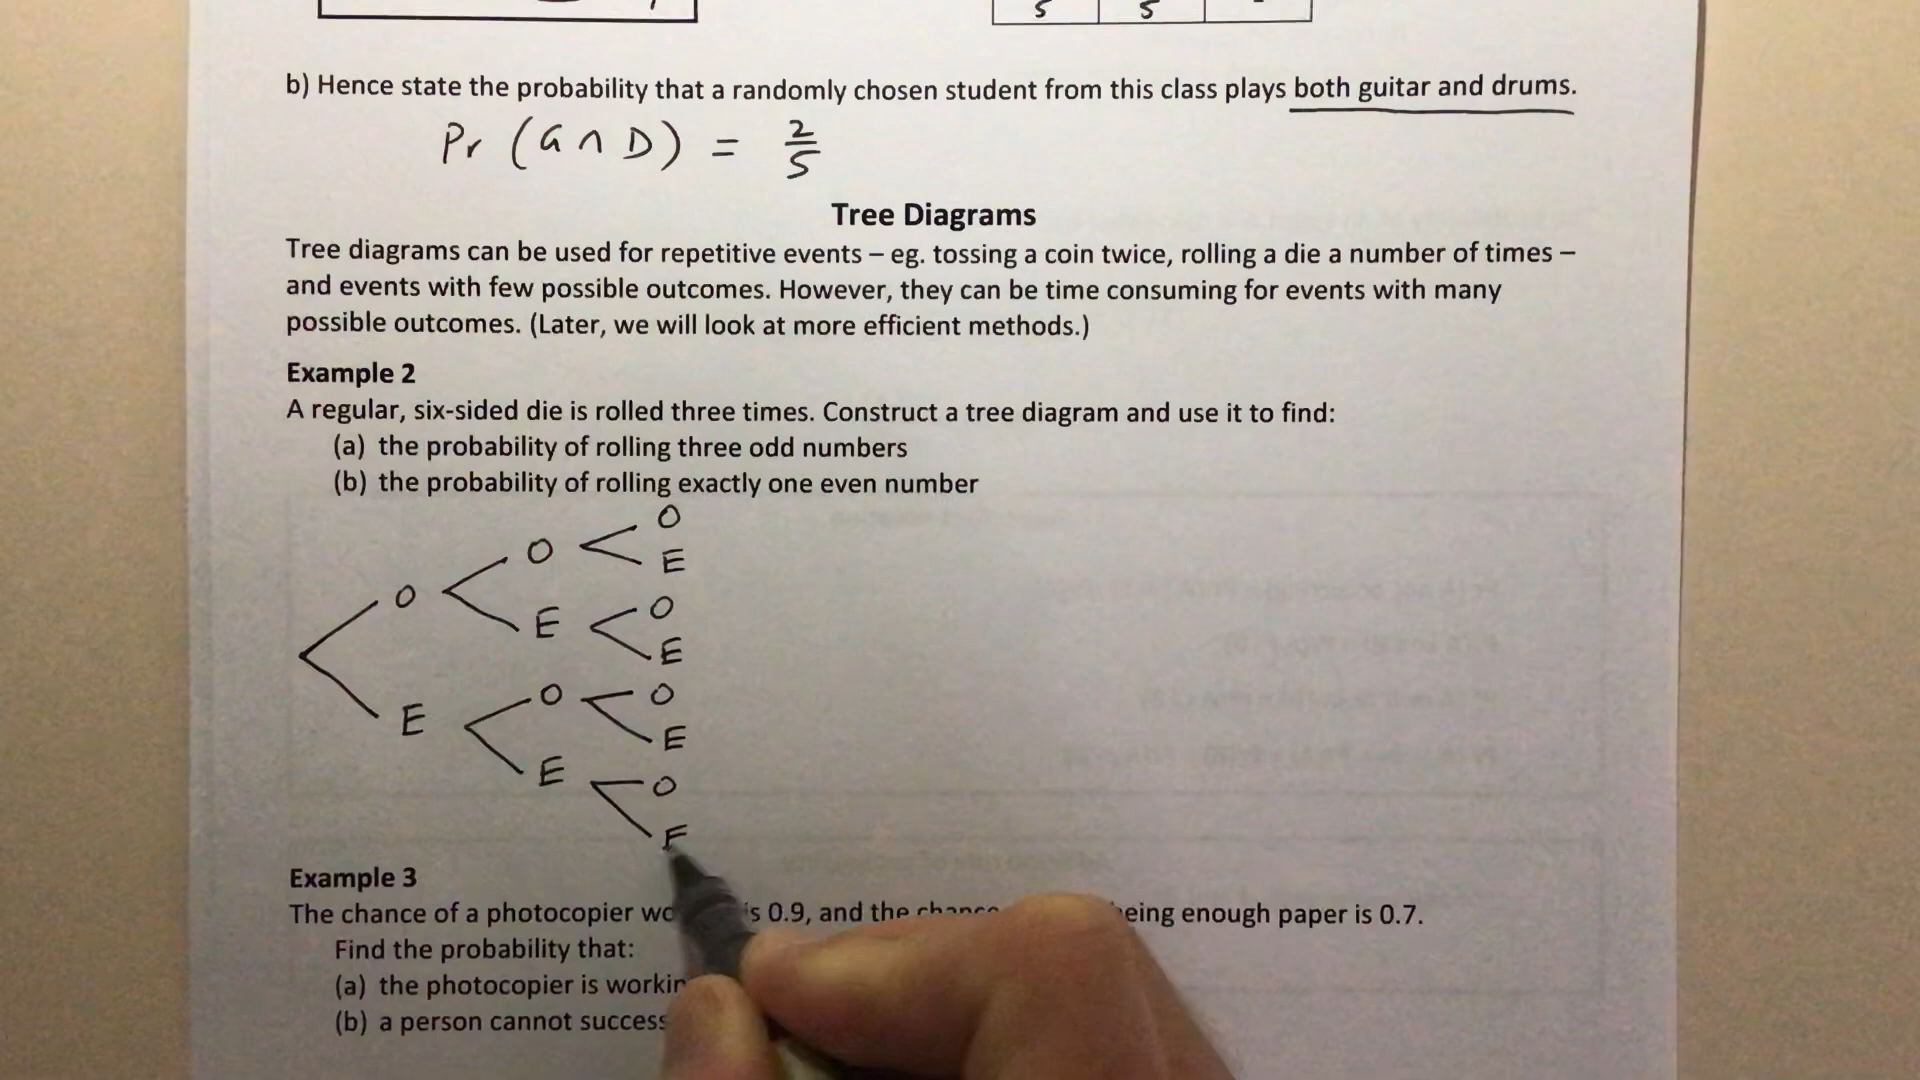 5 5
b) Hence state the probability that a randomly chosen student from this class plays both guitar and drums.
Pr (G ∩ D) = 2/5
Tree Diagrams
Tree diagrams can be used for repetitive events – eg. tossing a coin twice, rolling a die a number of times –
and events with few possible outcomes. However, they can be time consuming for events with many
possible outcomes. (Later, we will look at more efficient methods.)
Example 2
A regular, six-sided die is rolled three times. Construct a tree diagram and use it to find:
(a) the probability of rolling three odd numbers
(b) the probability of rolling exactly one even number
O
O
E
O
E
O
E
O
O
E
E
E
O
E
Example 3
The chance of a photocopier is 0.9, and the enough paper is 0.7.
Find the probability that:
(a) the photocopier is
(b) a person cannot